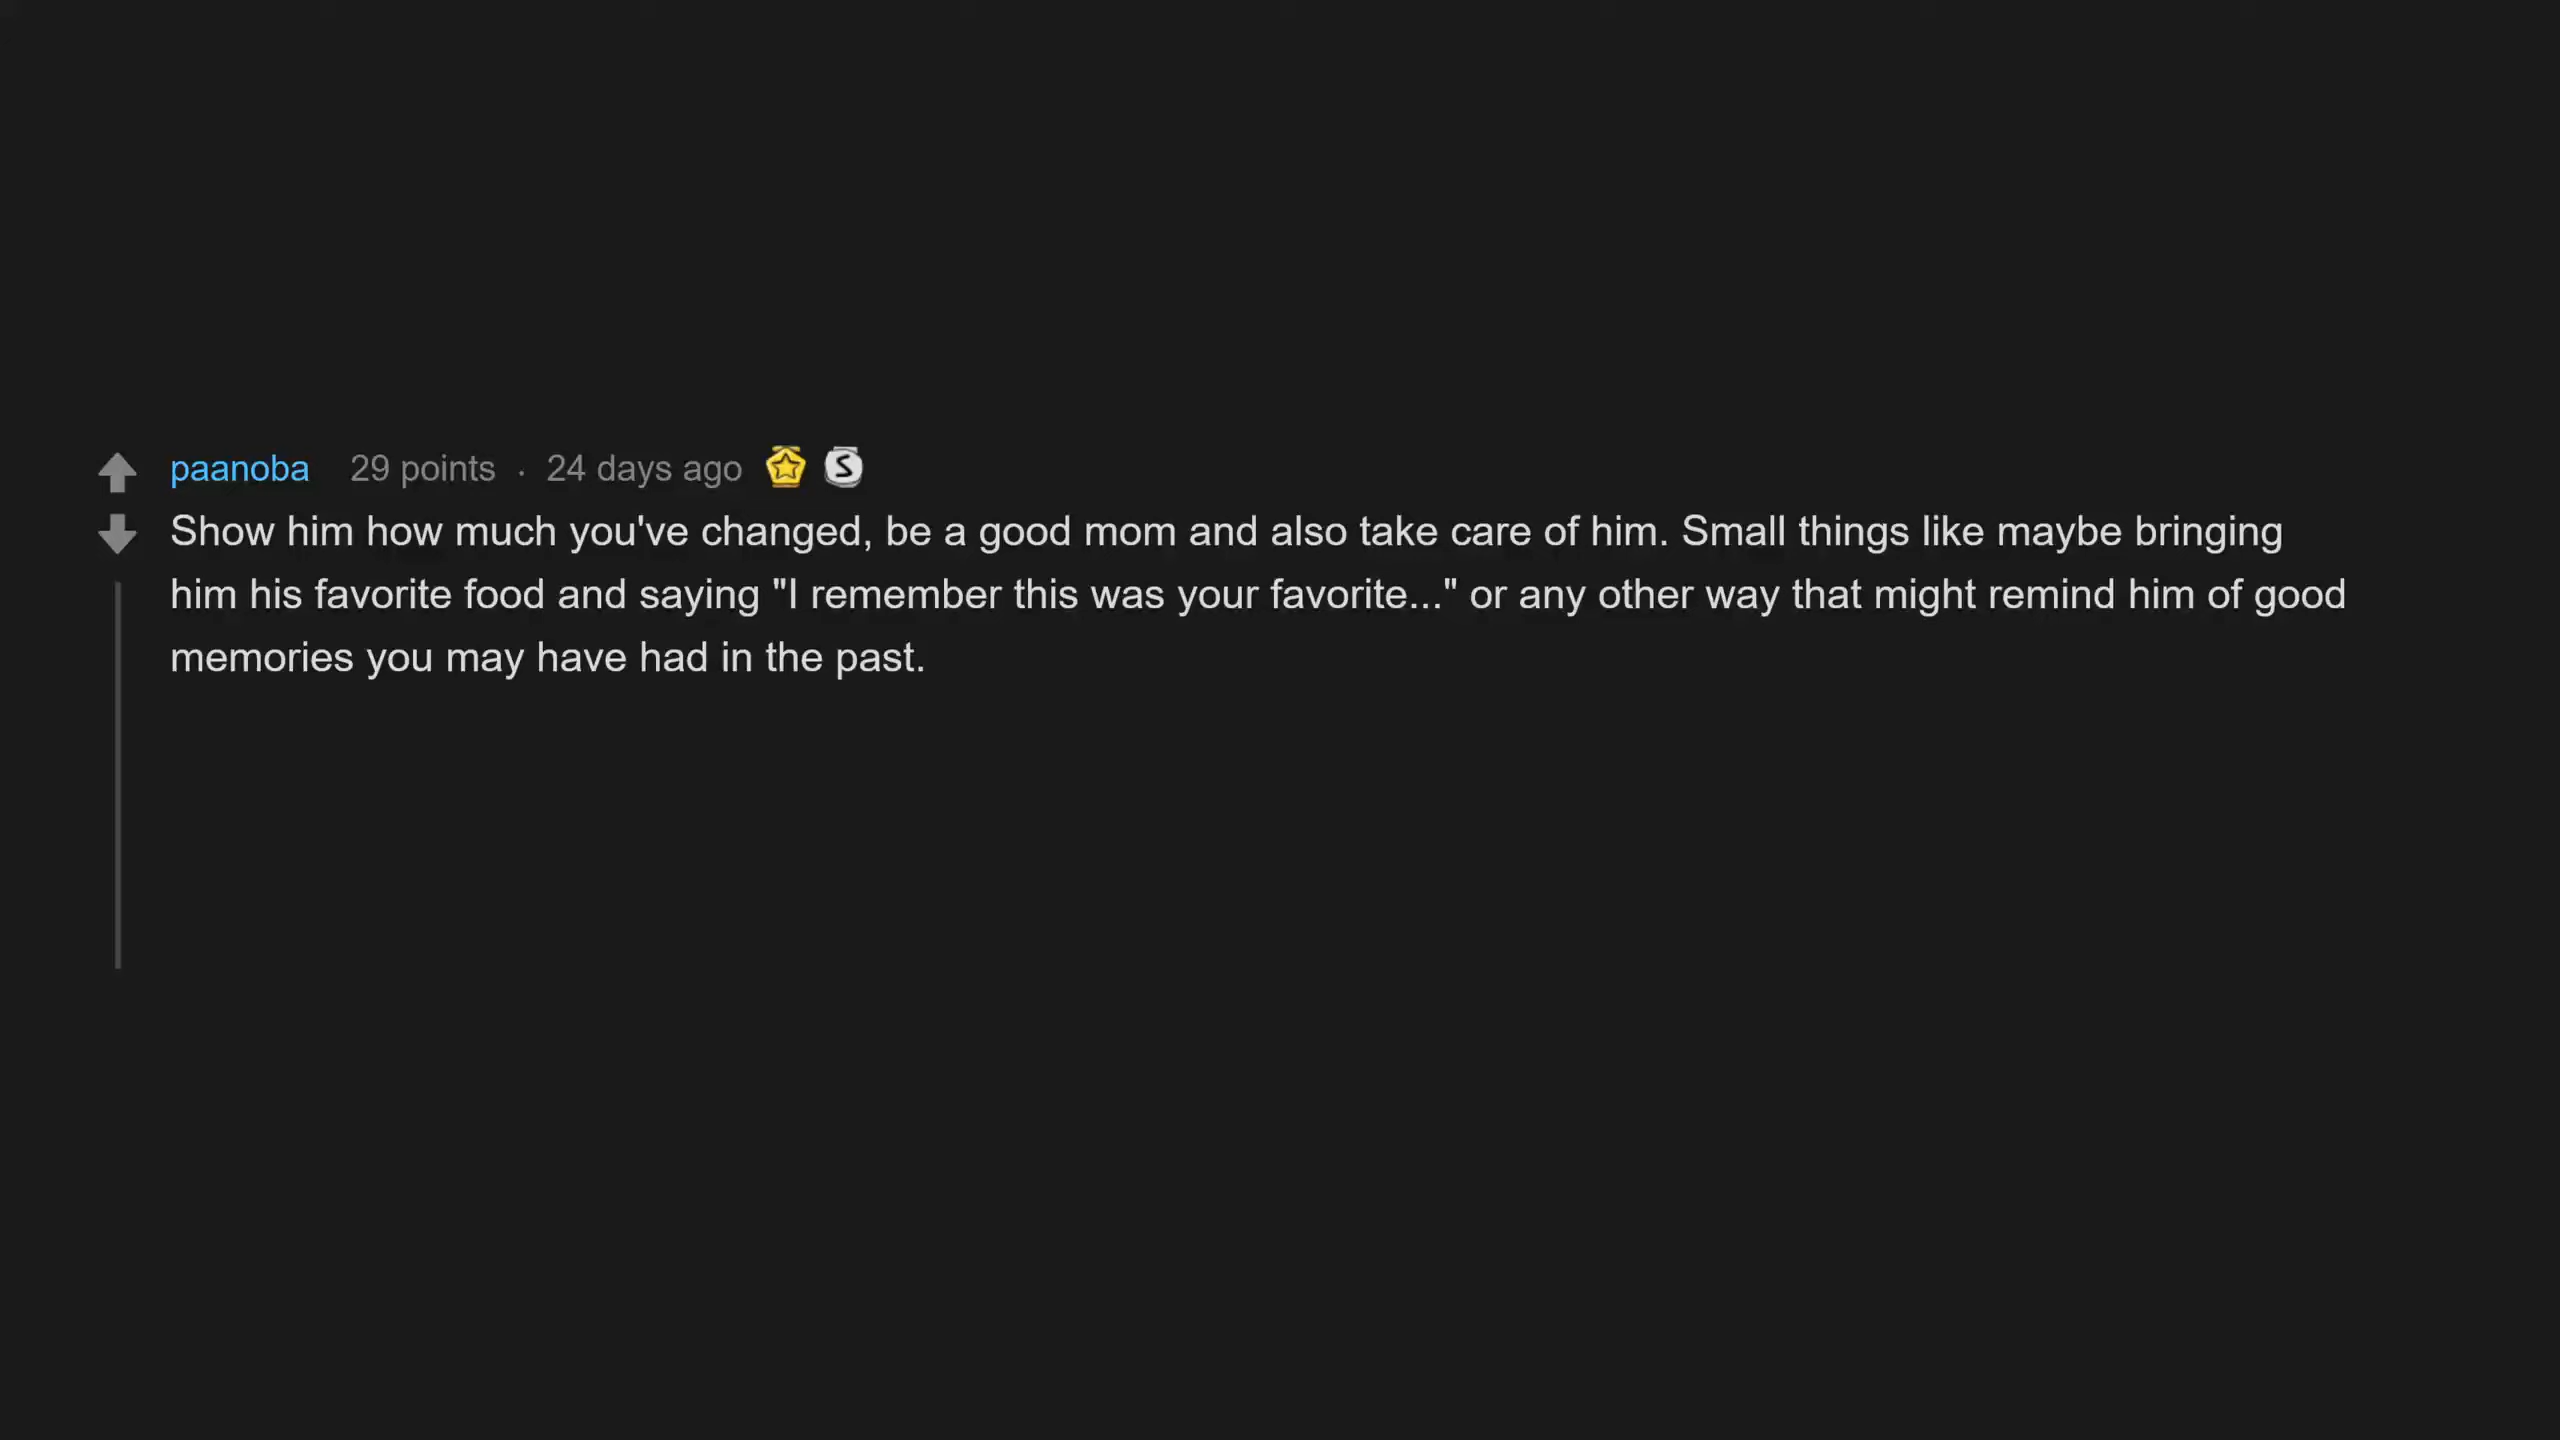 paanoba 29 points · 24 days ago
Show him how much you've changed, be a good mom and also take care of him. Small things like maybe bringing
him his favorite food and saying "I remember this was your favorite..." or any other way that might remind him of good
memories you may have had in the past.